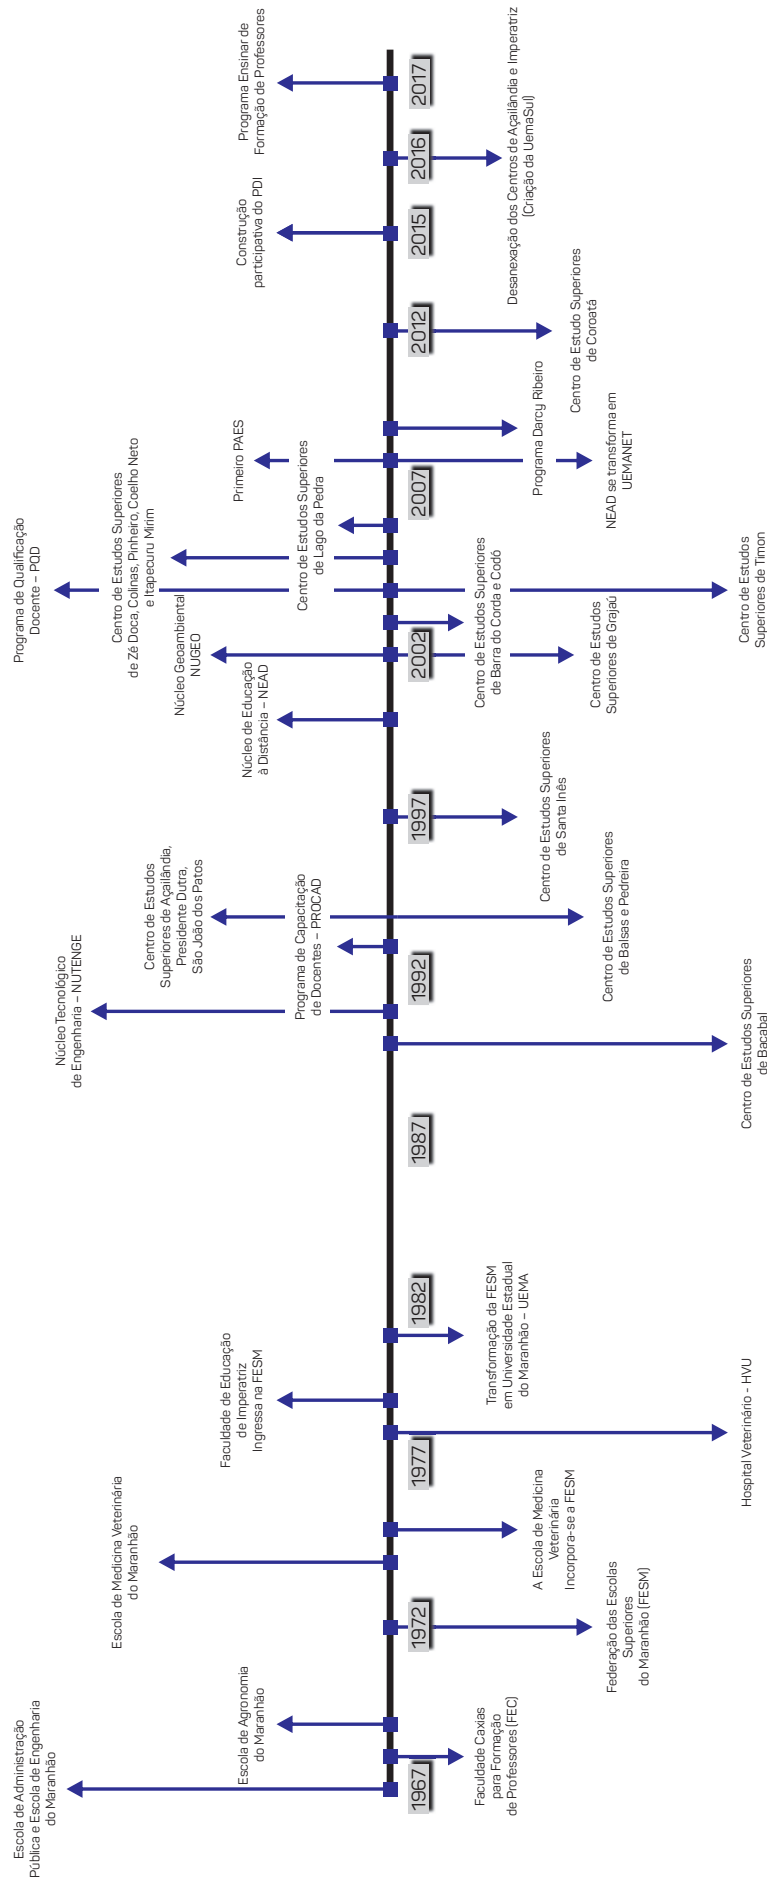 Escola de Administração
Pública e Escola de Engenharia
do Maranhão
Escola de Agronomia
do Maranhão
Escola de Medicina Veterinária
do Maranhão
Faculdade de Educação
de Imperatriz
Ingressa na FESM
Núcleo Tecnológico
de Engenharia – NUTENGE
Centro de Estudos
Superiores de Açailândia,
Presidente Dutra,
São João dos Patos
Programa de Capacitação
de Docentes – PROCAD
Núcleo de Educação
à Distância – NEAD
Núcleo Geoambiental
NUGEO
Programa de Qualificação
Docente – PQD
Centro de Estudos Superiores
de Zé Doca, Colinas, Pinheiro, Coelho Neto
e Itapecuru Mirim
Centro de Estudos Superiores
de Lago da Pedra
Primeiro PAES
Construção
participativa do PDI
Programa Ensinar de
Formação de Professores
1967
1972
1977
1982
1987
1992
1997
2002
2007
2012
2015
2016
2017
Faculdade Caxias
para Formação
de Professores (FEC)
Federação das Escolas
Superiores
do Maranhão (FESM)
A Escola de Medicina
Veterinária
Incorpora-se a FESM
Hospital Veterinário - HVU
Transformação da FESM
em Universidade Estadual
do Maranhão – UEMA
Centro de Estudos Superiores
de Bacabal
Centro de Estudos Superiores
de Balsas e Pedreira
Centro de Estudos Superiores
de Santa Inês
Centro de Estudos
Superiores de Grajaú
Centro de Estudos Superiores
de Barra do Corda e Codó
Centro de Estudos
Superiores de Timon
NEAD se transforma em
UEMANET
Programa Darcy Ribeiro
Centro de Estudo Superiores
de Coroatá
Desanexação dos Centros de Açailândia e Imperatriz
(Criação da UemaSul)